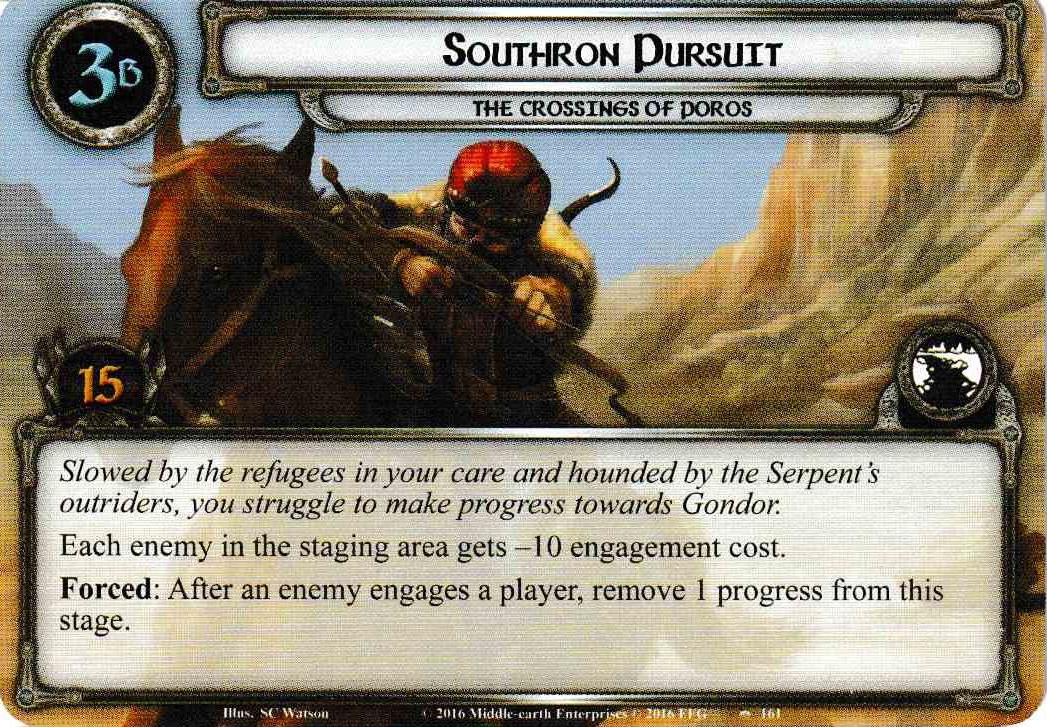 3B
SOUTHRON PURSUIT
THE CROSSINGS OF POROS
15
Slowed by the refugees in your care and hounded by the Serpent's
outriders, you struggle to make progress towards Gondor.
Each enemy in the staging area gets –10 engagement cost.
Forced: After an enemy engages a player, remove 1 progress from this
stage.
Illus. SC Watson © 2016 Middle-earth Enterprises © 2016 FFG 161